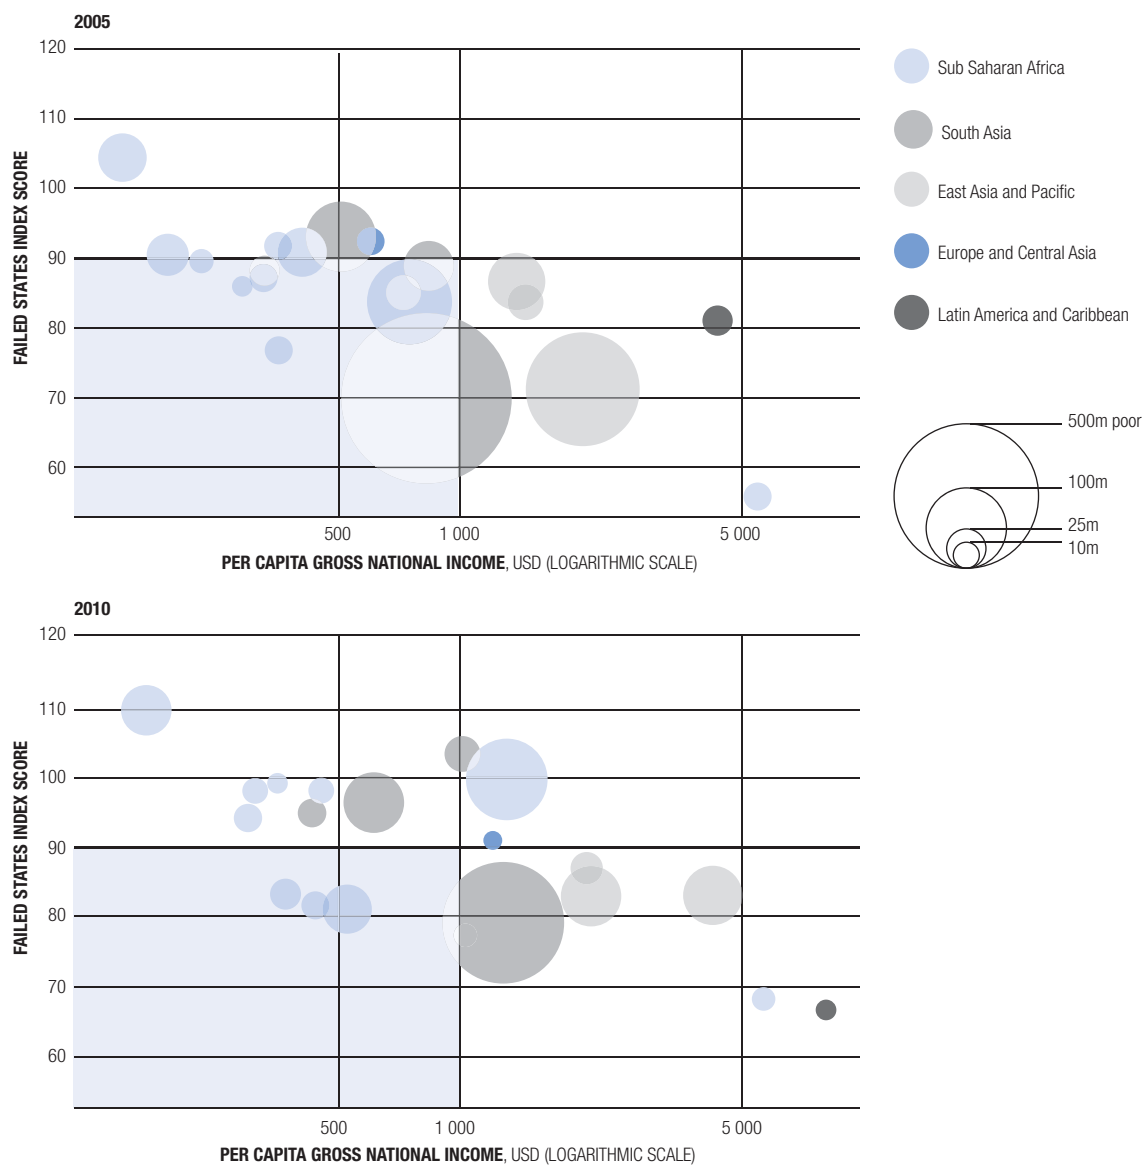 2005
120
110
100
90
80
70
60
FAILED STATES INDEX SCORE
500
1 000
5 000
PER CAPITA GROSS NATIONAL INCOME, USD (LOGARITHMIC SCALE)
Sub Saharan Africa
South Asia
East Asia and Pacific
Europe and Central Asia
Latin America and Caribbean
500m poor
100m
25m
10m
2010
120
110
100
90
80
70
60
FAILED STATES INDEX SCORE
500
1 000
5 000
PER CAPITA GROSS NATIONAL INCOME, USD (LOGARITHMIC SCALE)